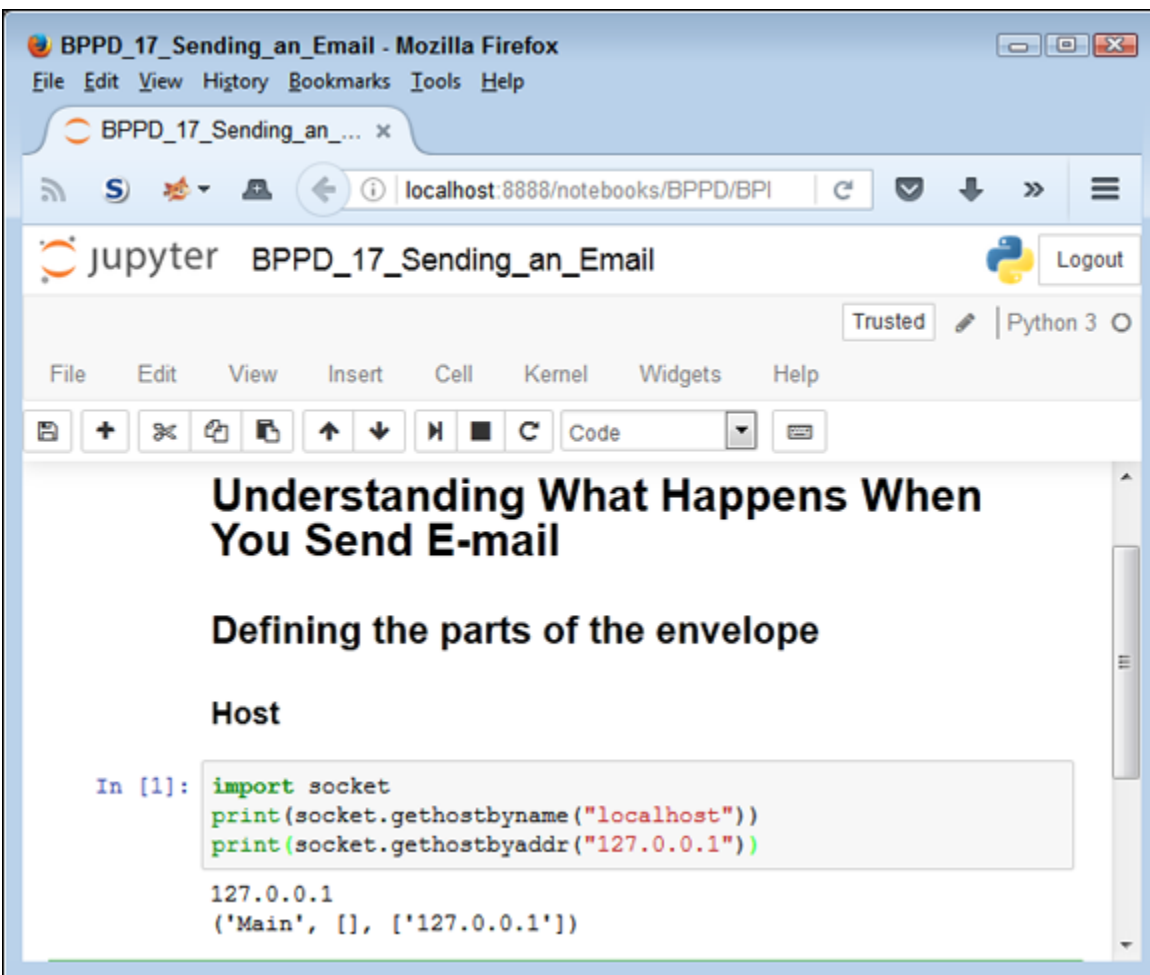 BPPD_17_Sending_an_Email - Mozilla Firefox
File Edit View History Bookmarks Tools Help
BPPD_17_Sending_an_... ×
S localhost:8888/notebooks/BPPD/BPI
jupyter BPPD_17_Sending_an_Email Logout
Trusted Python 3
File Edit View Insert Cell Kernel Widgets Help
Code
Understanding What Happens When
You Send E-mail
Defining the parts of the envelope
Host
In [1]: import socket
print(socket.gethostbyname("localhost"))
print(socket.gethostbyaddr("127.0.0.1"))
127.0.0.1
('Main', [], ['127.0.0.1'])